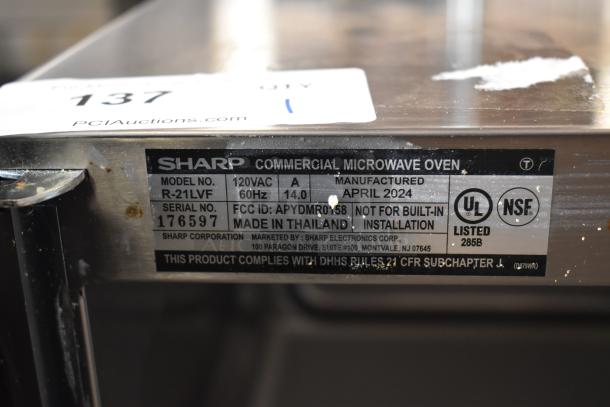 137
QTY
1
PCIAuctions.com
SHARP COMMERCIAL MICROWAVE OVEN
MODEL NO. R-21LVF
120VAC 60Hz
A 14.0
MANUFACTURED APRIL 2024
SERIAL NO. 176597
FCC ID: APYDMR0158
MADE IN THAILAND
NOT FOR BUILT-IN INSTALLATION
SHARP CORPORATION MARKETED BY : SHARP ELECTRONICS CORP.,
100 PARAGON DRIVE, SUITE #100, MONTVALE, NJ 07645
THIS PRODUCT COMPLIES WITH DHHS RULES 21 CFR SUBCHAPTER J.
T
UL
LISTED
285B
NSF